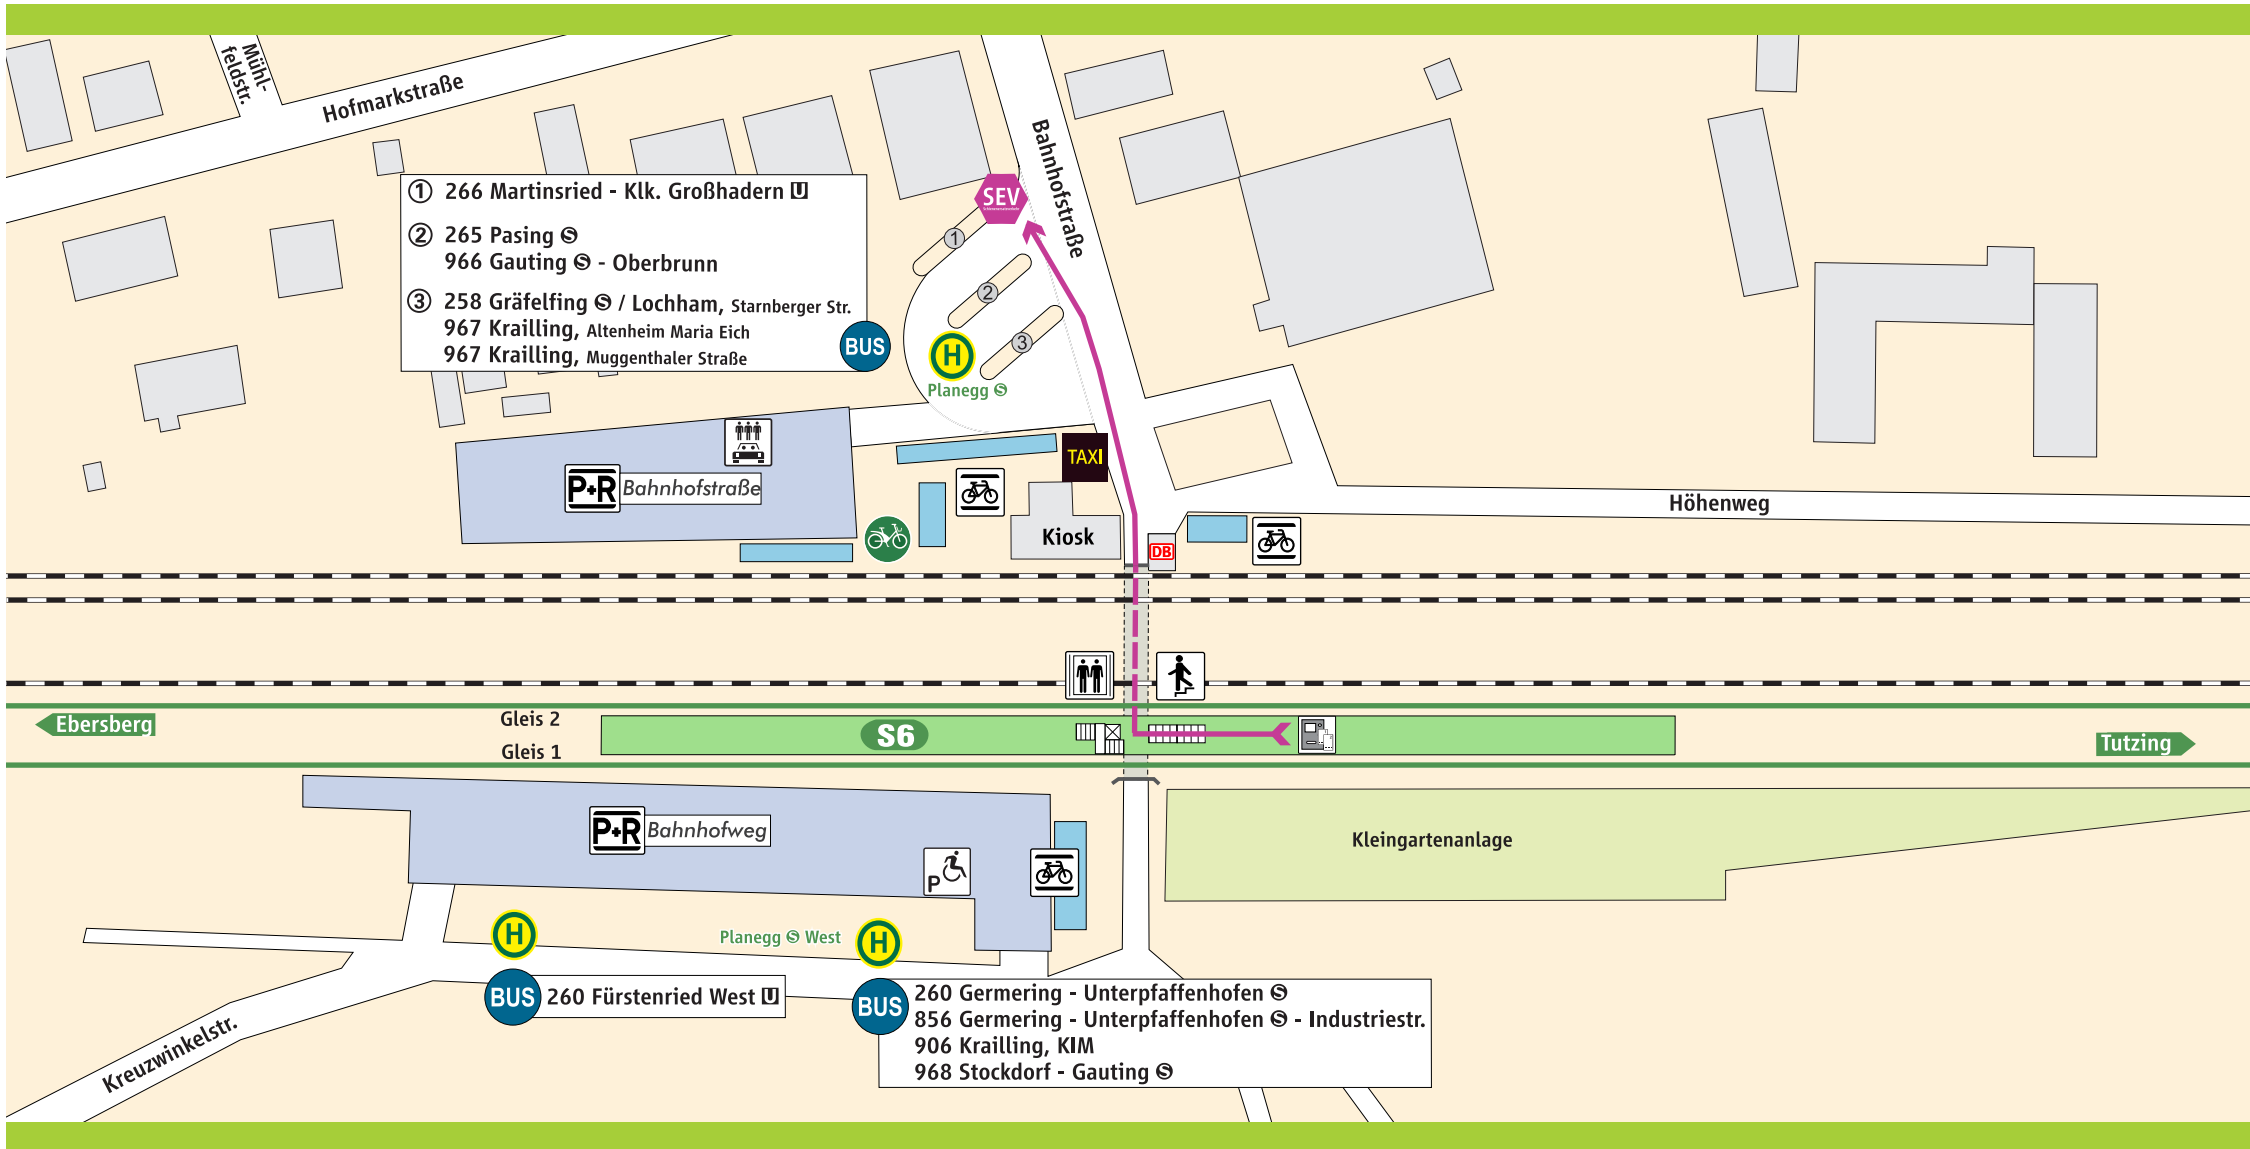 Mühl-
feldstr.
Hofmarkstraße
Bahnhofstraße
① 266 Martinsried - Klk. Großhadern U
② 265 Pasing S
966 Gauting S - Oberbrunn
③ 258 Gräfelfing S / Lochham, Starnberger Str.
967 Krailling, Altenheim Maria Eich
967 Krailling, Muggenthaler Straße
BUS
SEV
1
2
3
H
Planegg S
TAXI
P+R Bahnhofstraße
Kiosk
DB
Höhenweg
Ebersberg
Gleis 2
Gleis 1
S6
Tutzing
P+R Bahnhofweg
P
Kleingartenanlage
H
Planegg S West
H
BUS
260 Fürstenried West U
BUS
260 Germering - Unterpfaffenhofen S
856 Germering - Unterpfaffenhofen S - Industriestr.
906 Krailling, KIM
968 Stockdorf - Gauting S
Kreuzwinkelstr.